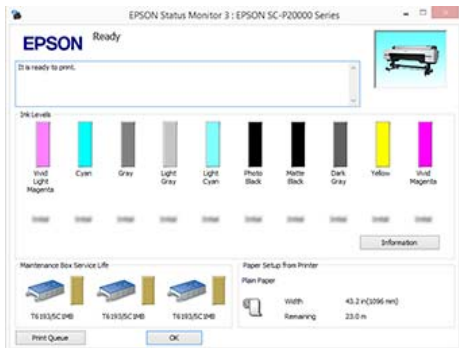 EPSON Status Monitor 3 : EPSON SC-P20000 Series
EPSON
Ready
It is ready to print.
Ink Levels
Vivid Light Magenta
Cyan
Gray
Light Gray
Light Cyan
Photo Black
Matte Black
Dark Gray
Yellow
Vivid Magenta
Information
Maintenance Box Service Life
T6193/SC1MB
T6193/SC1MB
T6193/SC1MB
Paper Setup from Printer
Plain Paper
Width 43.2 in(1096 mm)
Remaining 23.0 m
Print Queue
OK